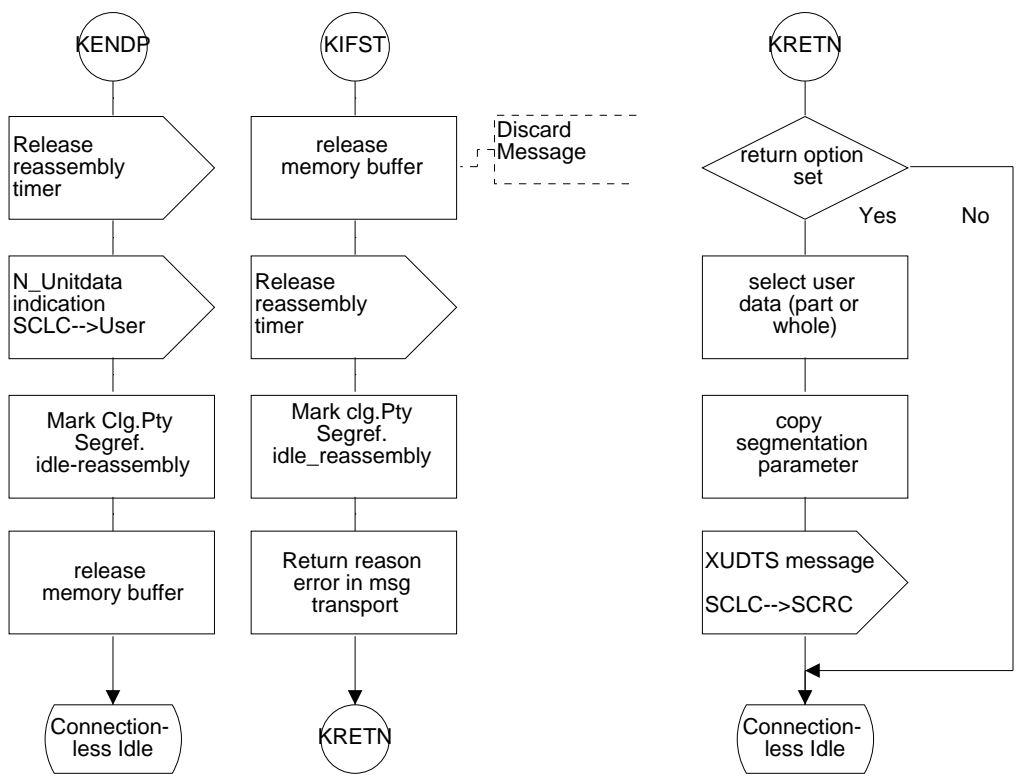 KENDP
Release
reassembly
timer
N_Unitdata
indication
SCLC-->User
Mark Clg.Pty
Segref.
idle-reassembly
release
memory buffer
Connection-
less Idle
KIFST
release
memory buffer
Discard
Message
Release
reassembly
timer
Mark clg.Pty
Segref.
idle_reassembly
Return reason
error in msg
transport
KRETN
KRETN
return option
set
Yes
No
select user
data (part or
whole)
copy
segmentation
parameter
XUDTS message
SCLC-->SCRC
Connection-
less Idle